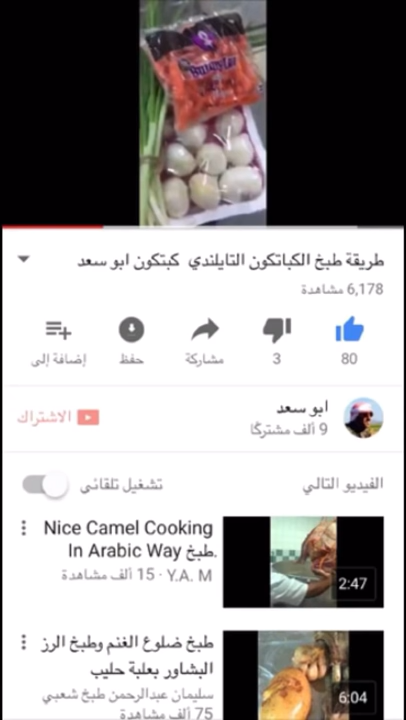 طريقة طبخ الكباتكون التايلندي كبتكون ابو سعد
6,178 مشاهدة
80
3
مشاركة
حفظ
إضافة إلى
ابو سعد
9 ألف مشتركًا
الاشتراك
الفيديو التالي
تشغيل تلقائي
Nice Camel Cooking
In Arabic Way طبخ.
Y.A. M · 15 ألف مشاهدة
2:47
طبخ ضلوع الغنم وطبخ الرز
البشاور بعلبة حليب
سليمان عبدالرحمن طبخ شعبي
75 ألف مشاهدة
6:04